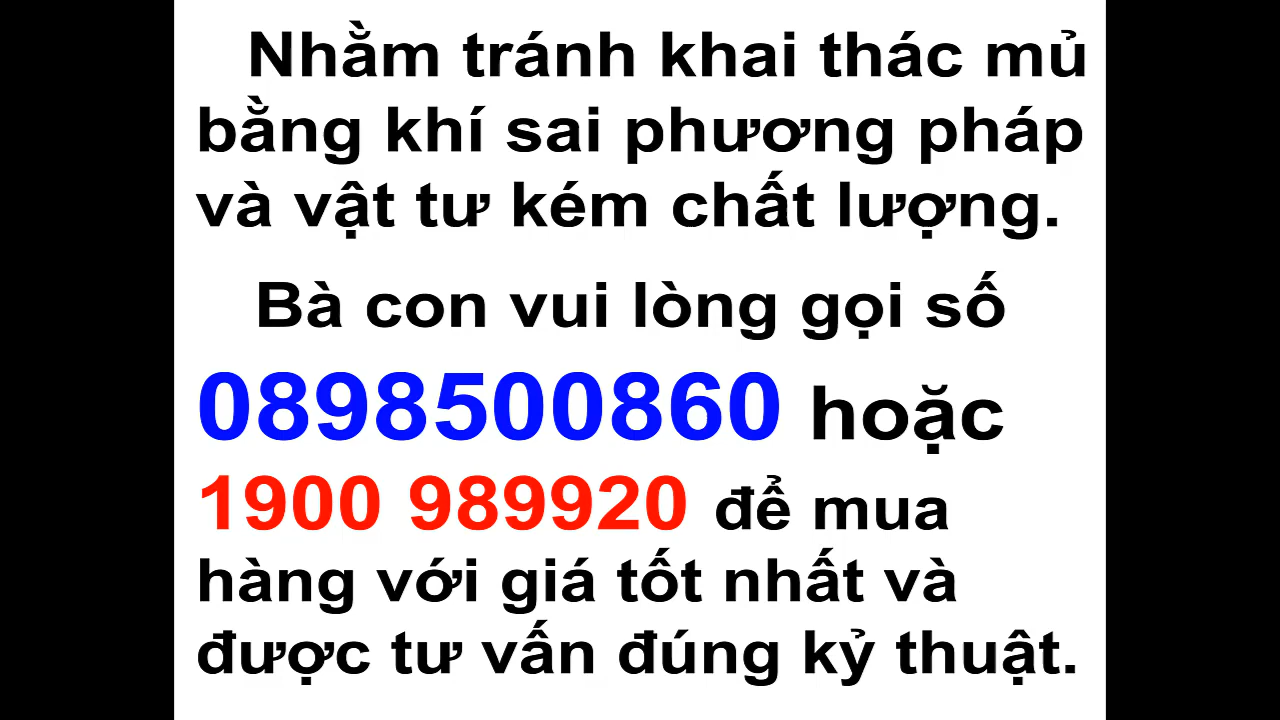 Nhằm tránh khai thác mủ
bằng khí sai phương pháp
và vật tư kém chất lượng.
Bà con vui lòng gọi số
0898500860 hoặc
1900 989920 để mua
hàng với giá tốt nhất và
được tư vấn đúng kỷ thuật.